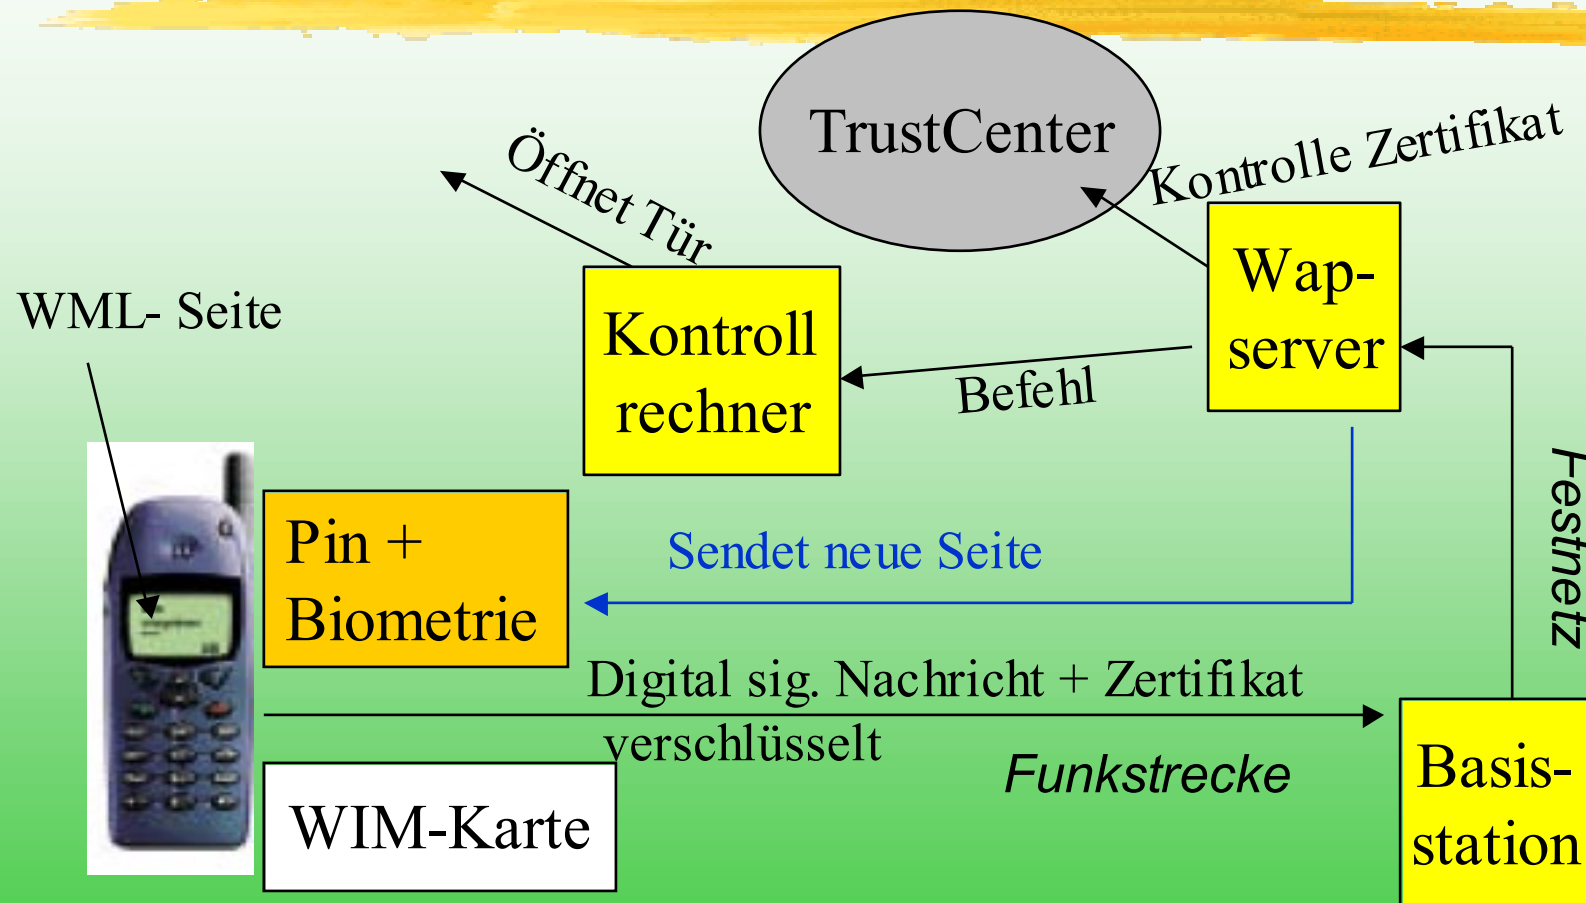 TrustCenter
Kontrolle Zertifikat
Öffnet Tür
WML- Seite
Kontroll
rechner
Wap-
server
Befehl
Festnetz
Pin +
Biometrie
Sendet neue Seite
Digital sig. Nachricht + Zertifikat
verschlüsselt
Funkstrecke
Basis-
station
WIM-Karte